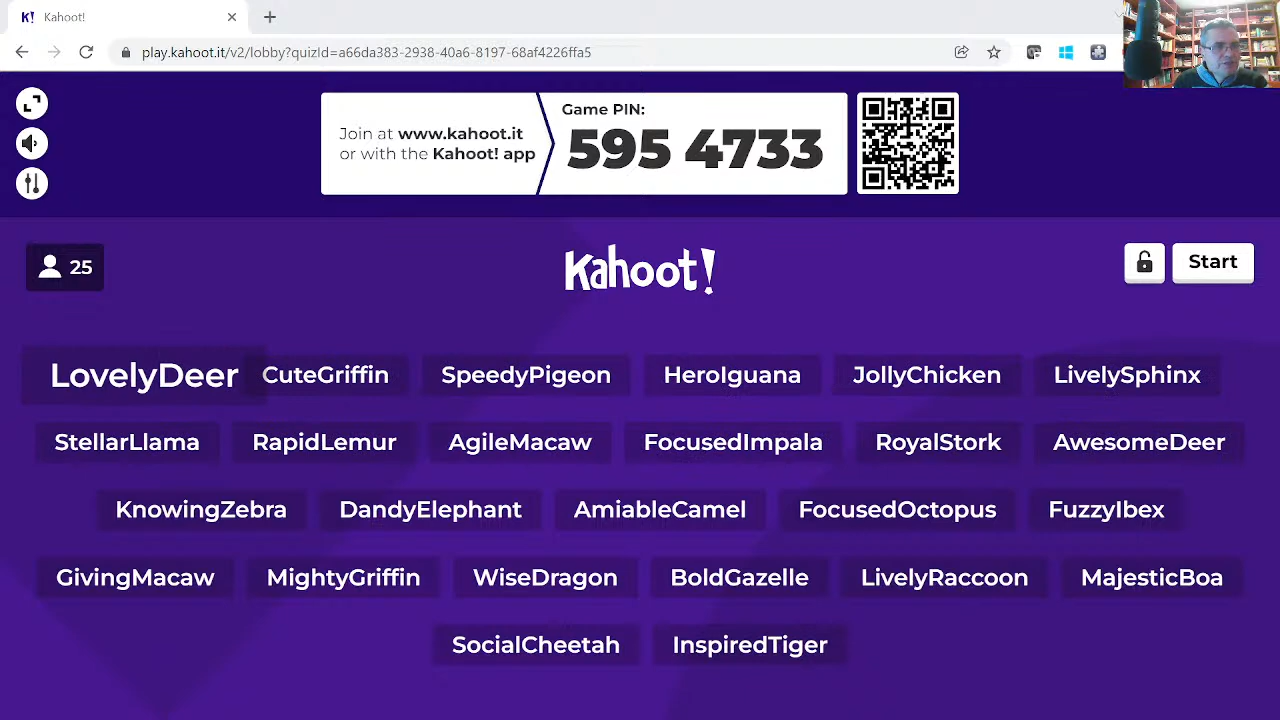 K! Kahoot!
play.kahoot.it/v2/lobby?quizId=a66da383-2938-40a6-8197-68af4226ffa5
Join at www.kahoot.it
or with the Kahoot! app
Game PIN:
595 4733
25
Kahoot!
Start
LovelyDeer CuteGriffin SpeedyPigeon HeroIguana JollyChicken LivelySphinx
StellarLlama RapidLemur AgileMacaw FocusedImpala RoyalStork AwesomeDeer
KnowingZebra DandyElephant AmiableCamel FocusedOctopus FuzzyIbex
GivingMacaw MightyGriffin WiseDragon BoldGazelle LivelyRaccoon MajesticBoa
SocialCheetah InspiredTiger